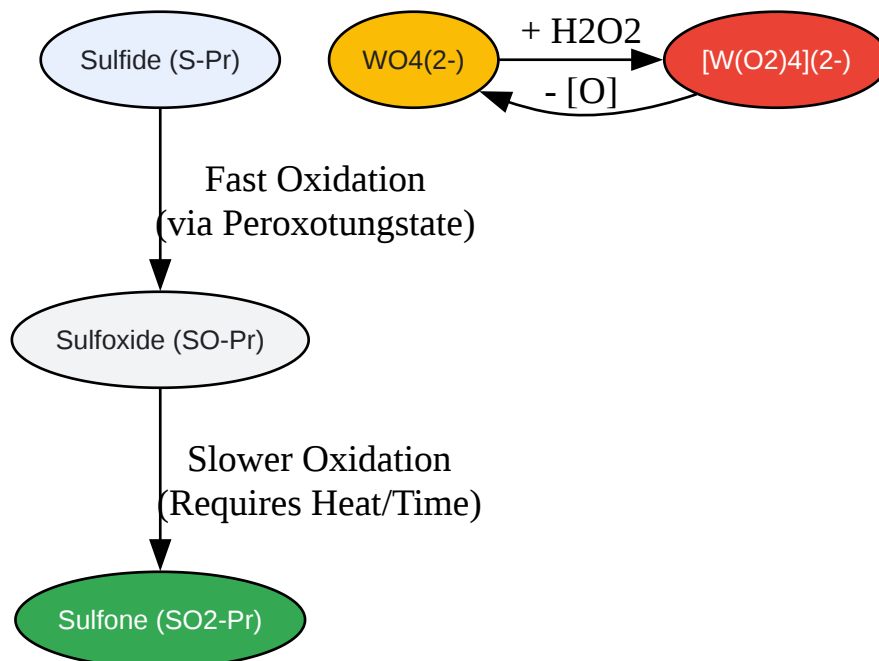 Sulfide (S-Pr)
WO4(2-)
+ H2O2
[W(O2)4](2-)
- [O]
Fast Oxidation
(via Peroxotungstate)
Sulfoxide (SO-Pr)
Slower Oxidation
(Requires Heat/Time)
Sulfone (SO2-Pr)